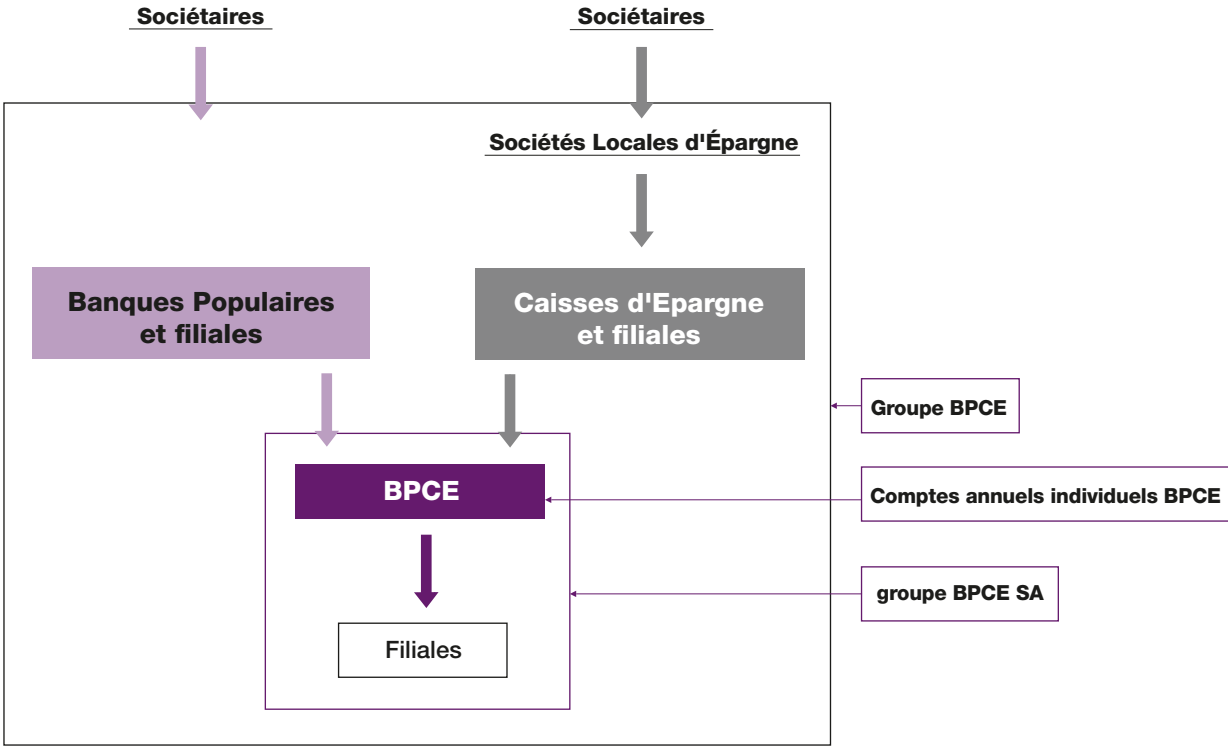 Sociétaires
Sociétaires
Sociétés Locales d'Épargne
Banques Populaires
et filiales
Caisses d'Epargne
et filiales
Groupe BPCE
BPCE
Comptes annuels individuels BPCE
groupe BPCE SA
Filiales